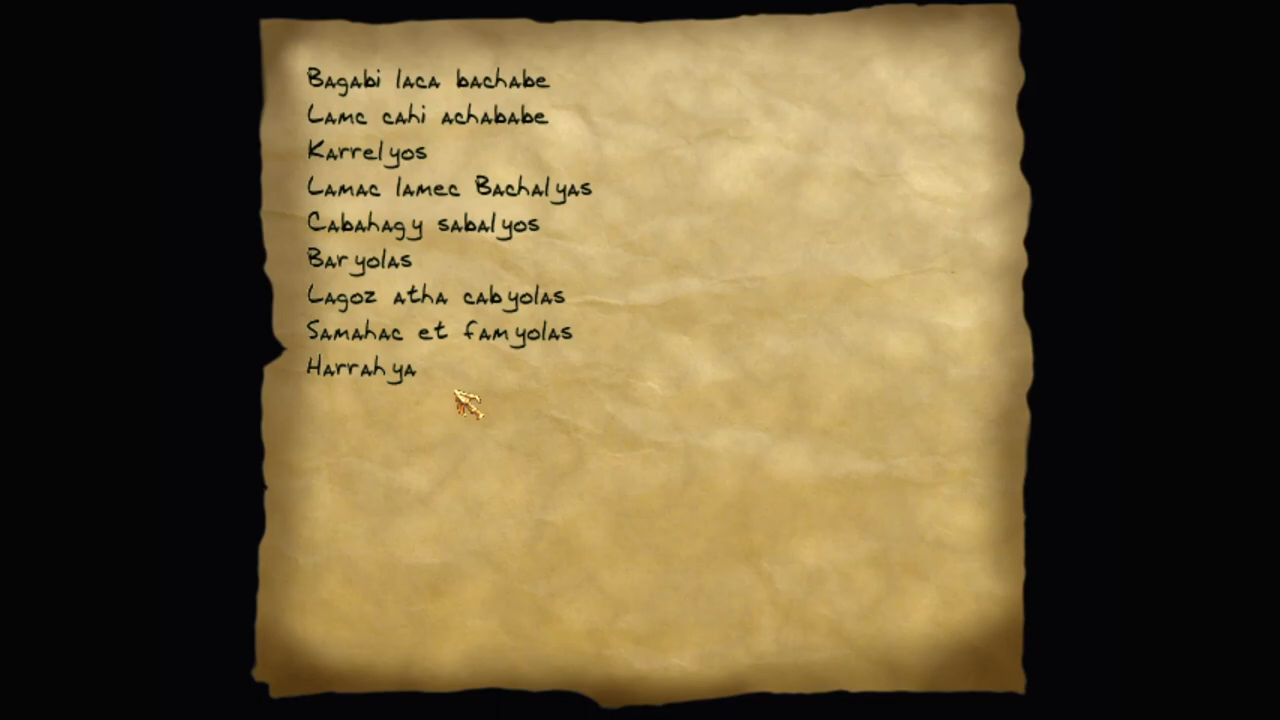 Bagabi laca bachabe
Lamc cahi achababe
Karrelyos
Lamac lamec Bachalyas
Cabahagy sabalyos
Baryolas
Lagoz atha cabyolas
Samahac et famyolas
Harrahya